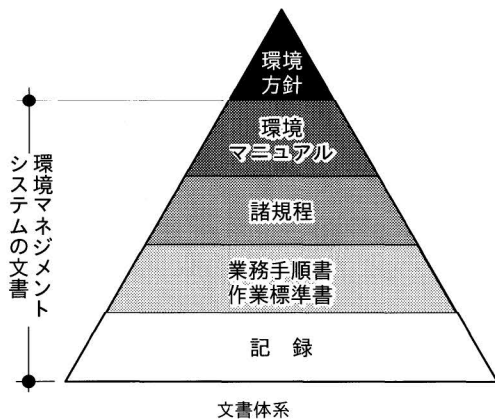 環境
方針
環境
マニュアル
諸規程
業務手順書
作業標準書
記 録
環境マネジメント
システムの文書
文書体系